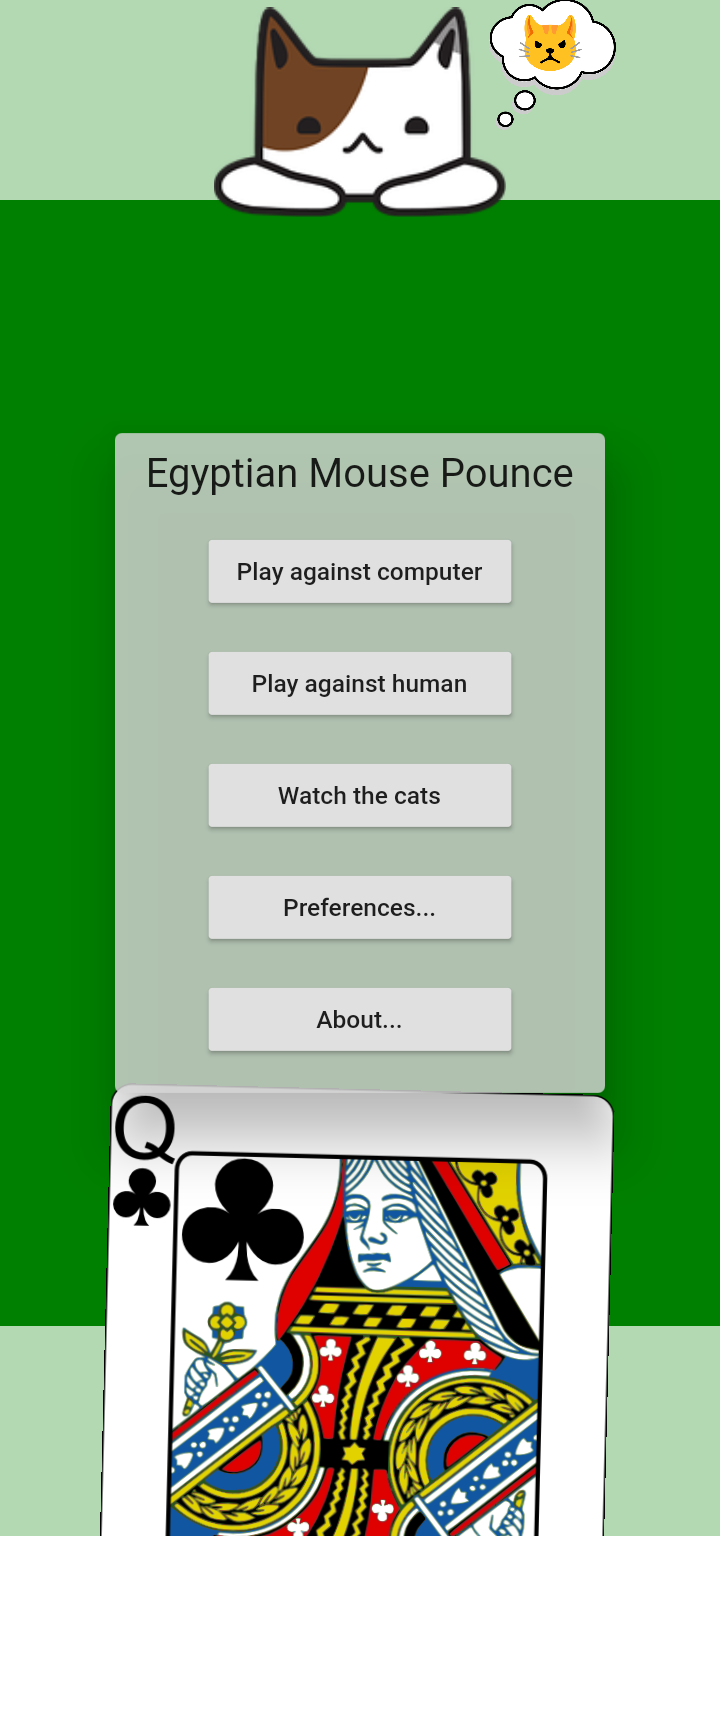 Egyptian Mouse Pounce
Play against computer
Play against human
Watch the cats
Preferences...
About...
Q